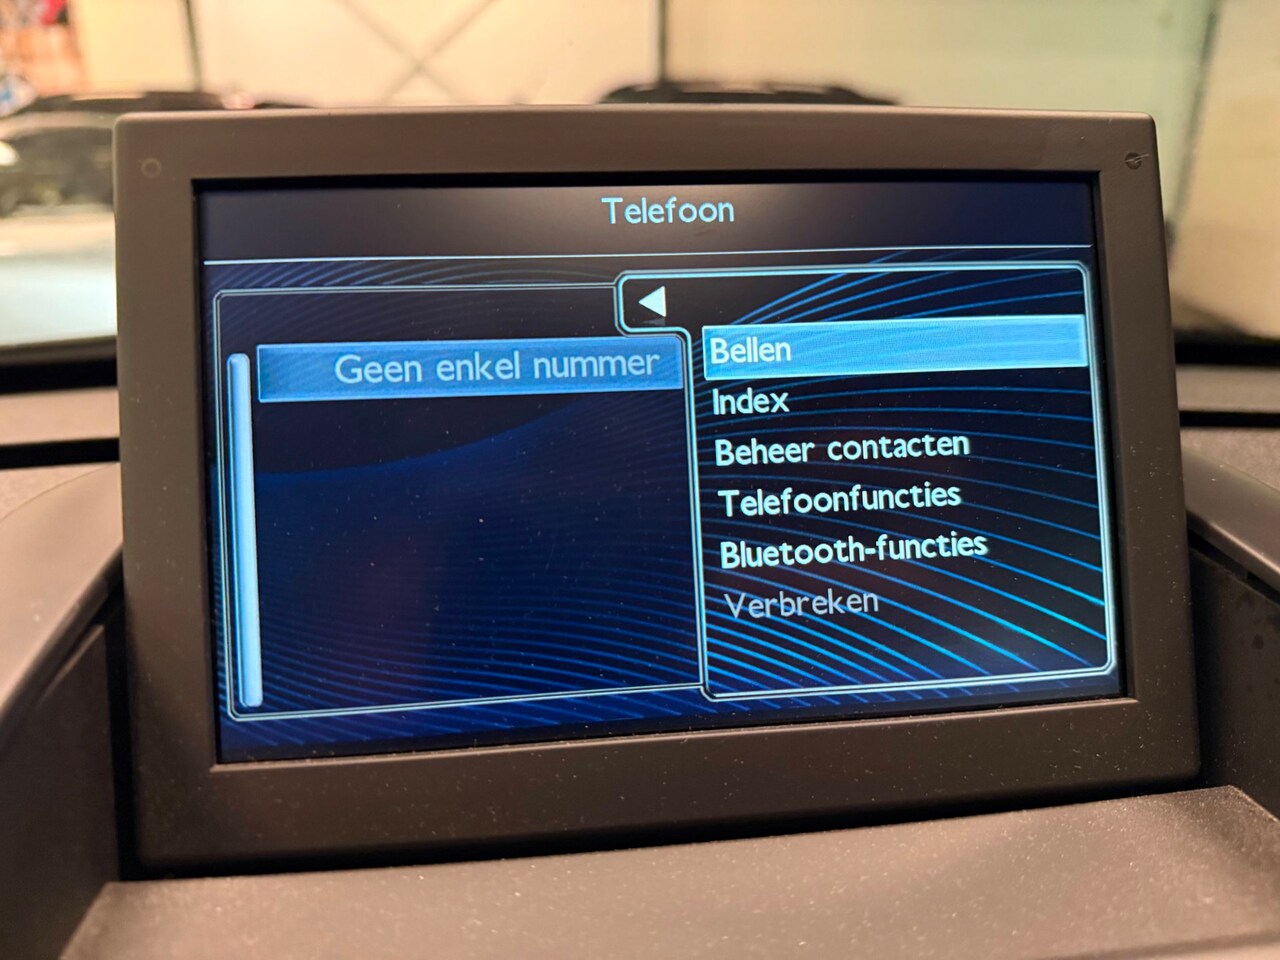 Telefoon
Geen enkel nummer
Bellen
Index
Beheer contacten
Telefoonfuncties
Bluetooth-functies
Verbreken